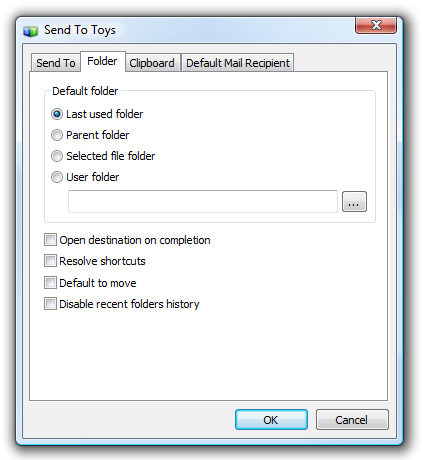 Send To Toys
Send To Folder Clipboard Default Mail Recipient
Default folder
Last used folder
Parent folder
Selected file folder
User folder
...
Open destination on completion
Resolve shortcuts
Default to move
Disable recent folders history
OK Cancel